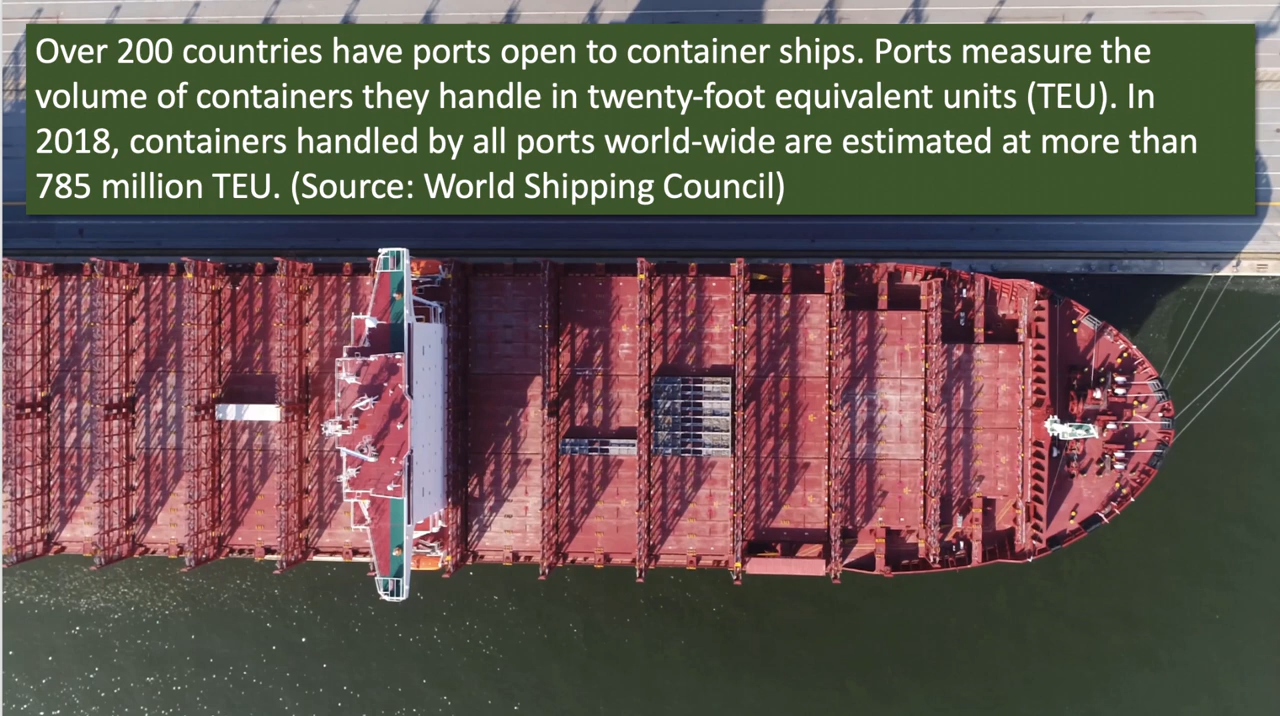 Over 200 countries have ports open to container ships. Ports measure the
volume of containers they handle in twenty-foot equivalent units (TEU). In
2018, containers handled by all ports world-wide are estimated at more than
785 million TEU. (Source: World Shipping Council)